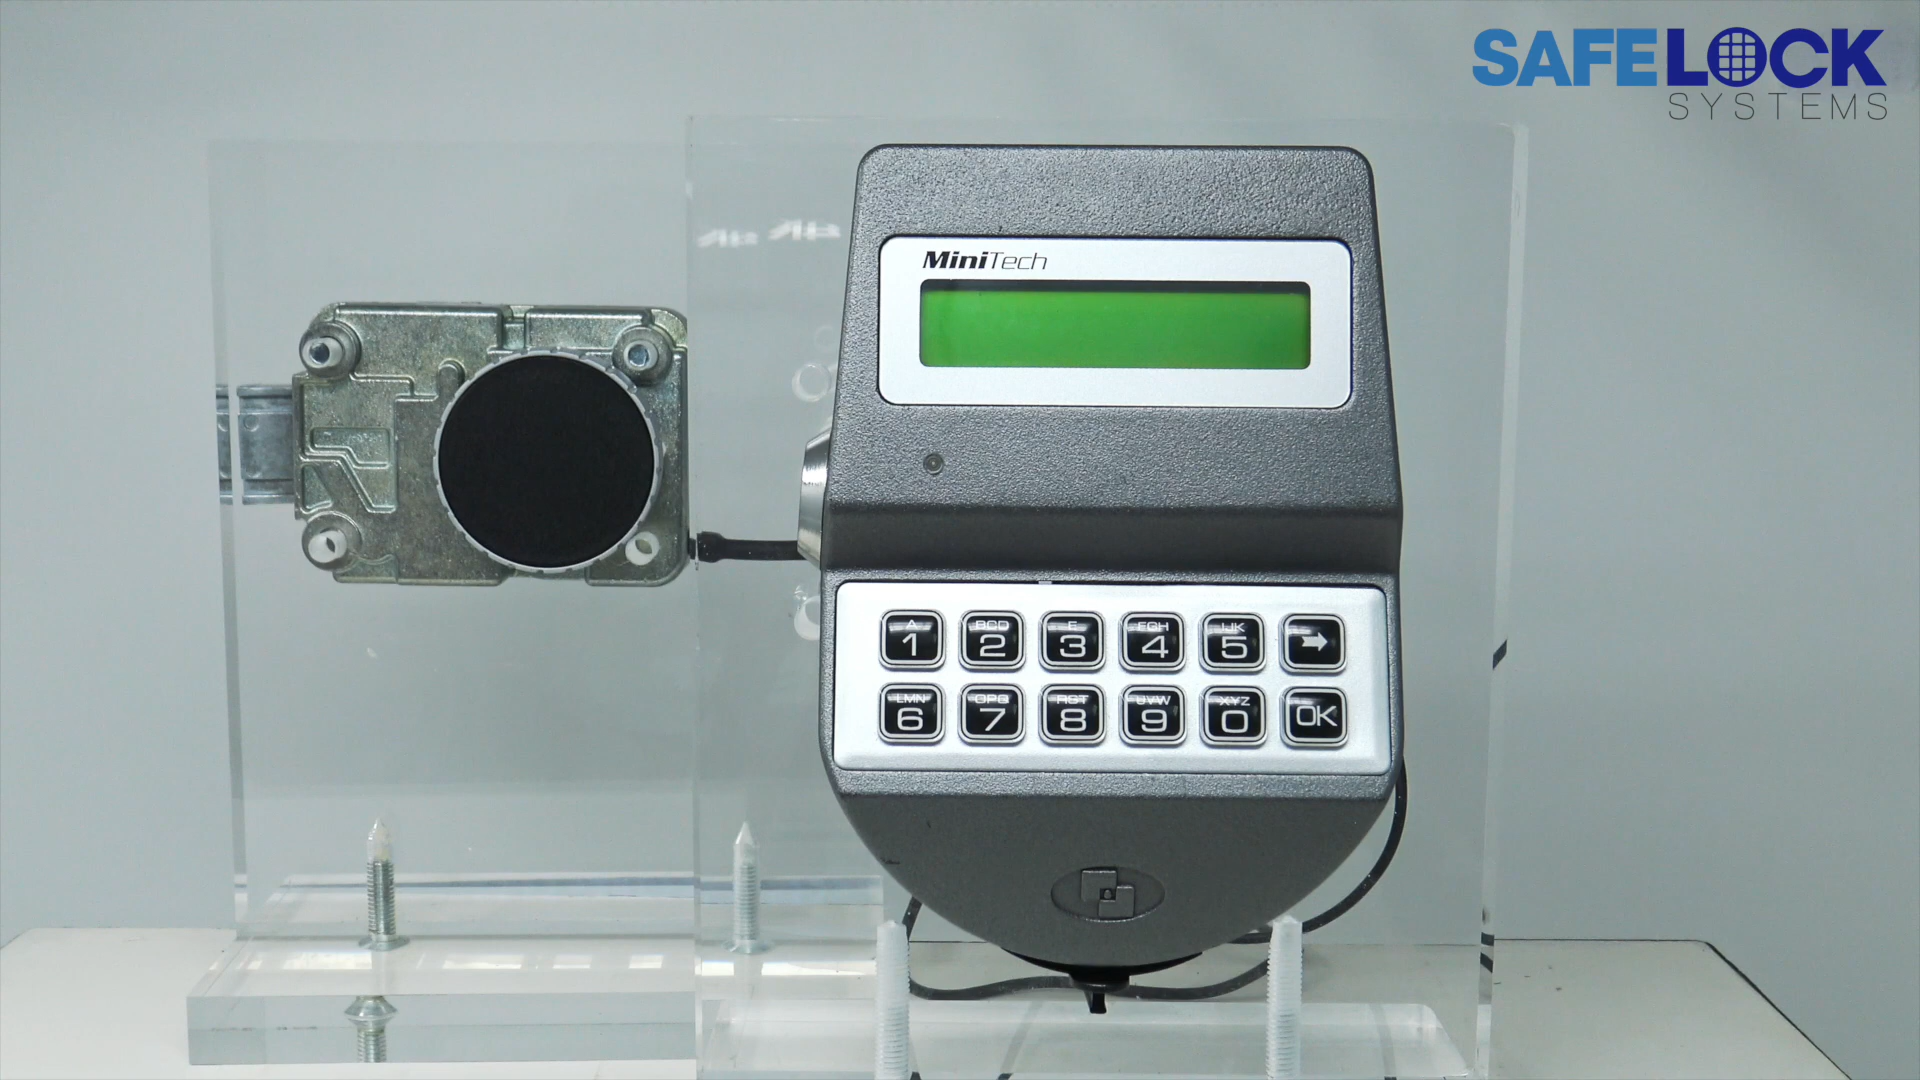 SAFELOCK
SYSTEMS
MiniTech
A
1
BCD
2
E
3
FGH
4
IJK
5
LMN
6
OPQ
7
RST
8
UVW
9
XYZ
0
OK